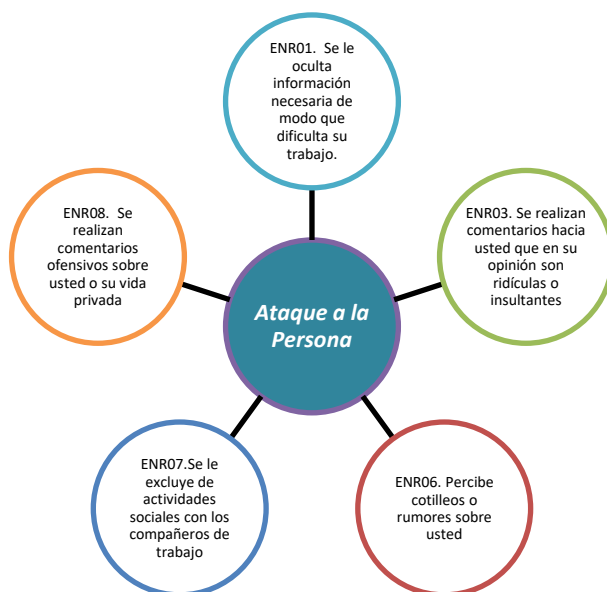 ENR01.  Se le
oculta
información
necesaria de
modo que
dificulta su
trabajo.
ENR03. Se realizan
comentarios hacia
usted que en su
opinión son
ridículas o
insultantes
ENR06. Percibe
cotilleos o
rumores sobre
usted
ENR07.Se le
excluye de
actividades
sociales con los
compañeros de
trabajo
ENR08.  Se
realizan
comentarios
ofensivos sobre
usted o su vida
privada
Ataque a la
Persona